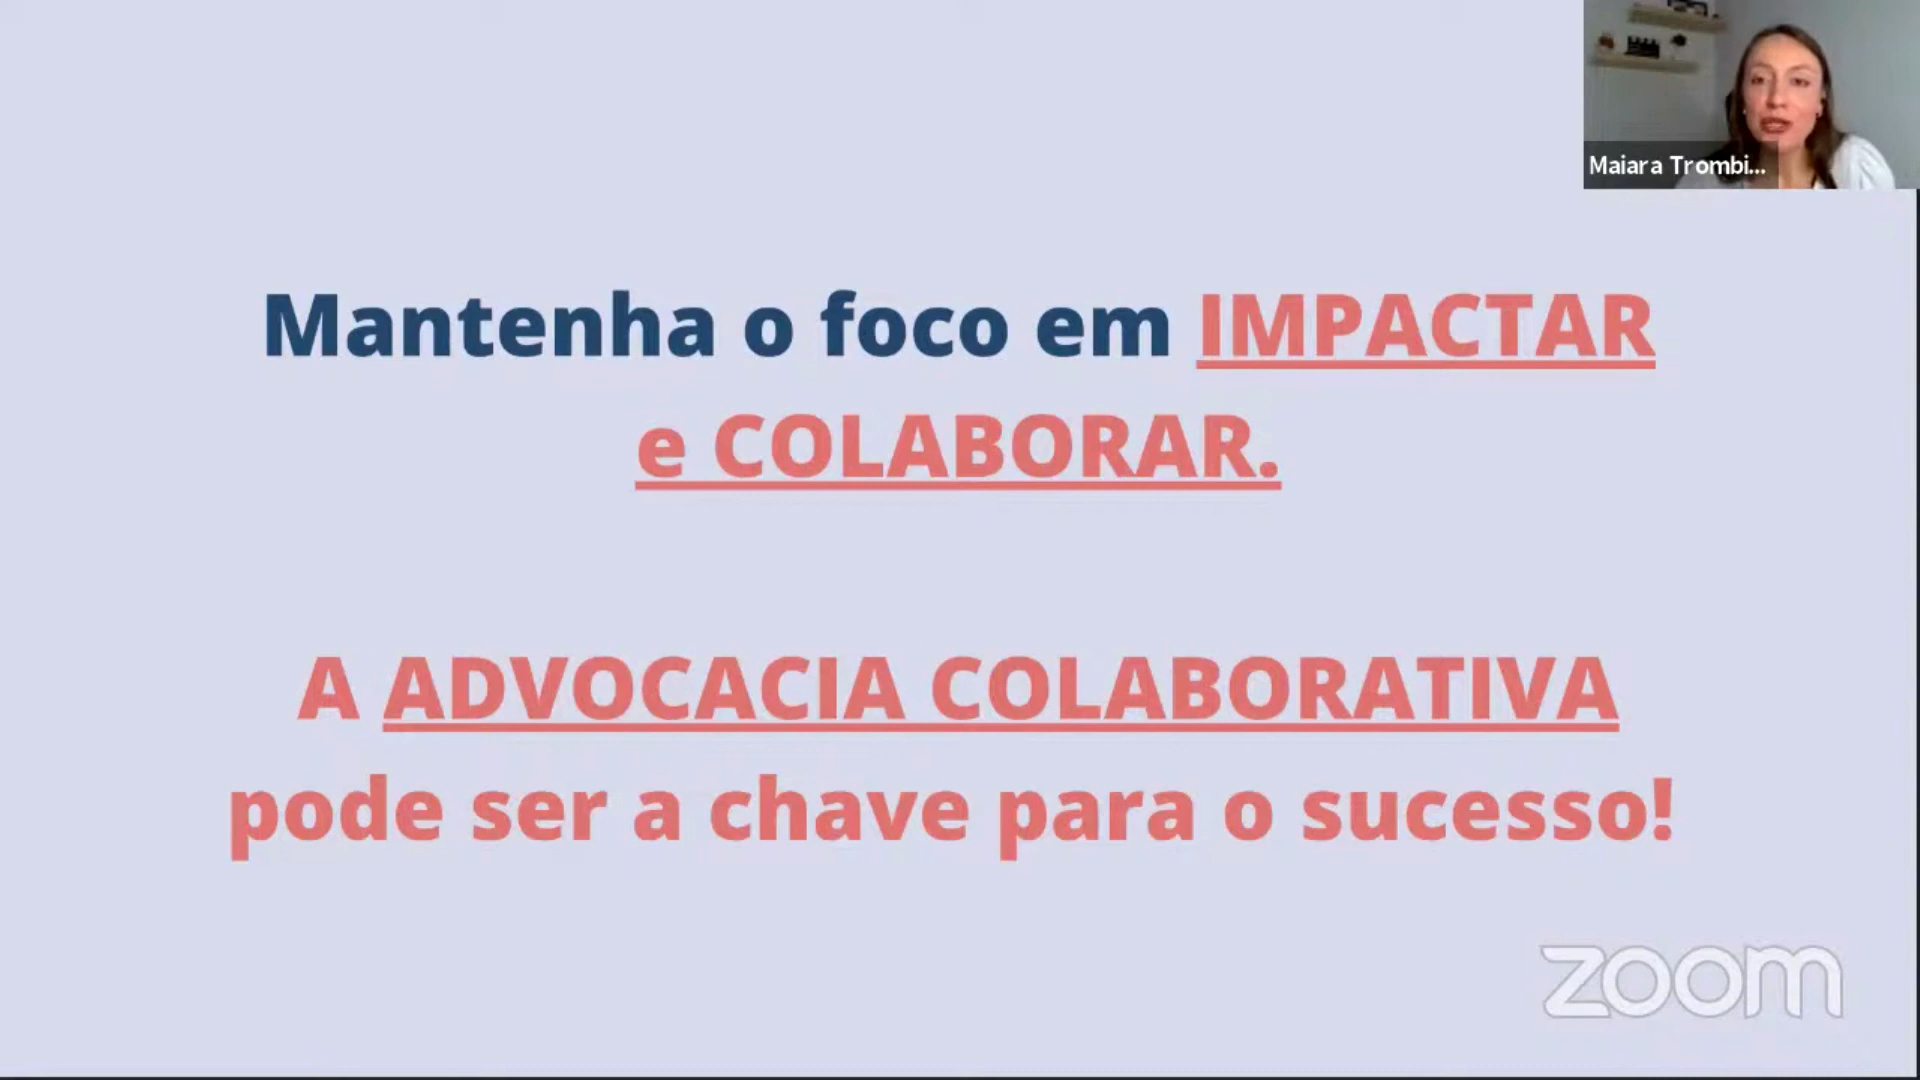 Maiara Trombi...
Mantenha o foco em IMPACTAR
e COLABORAR.
A ADVOCACIA COLABORATIVA
pode ser a chave para o sucesso!
zoom